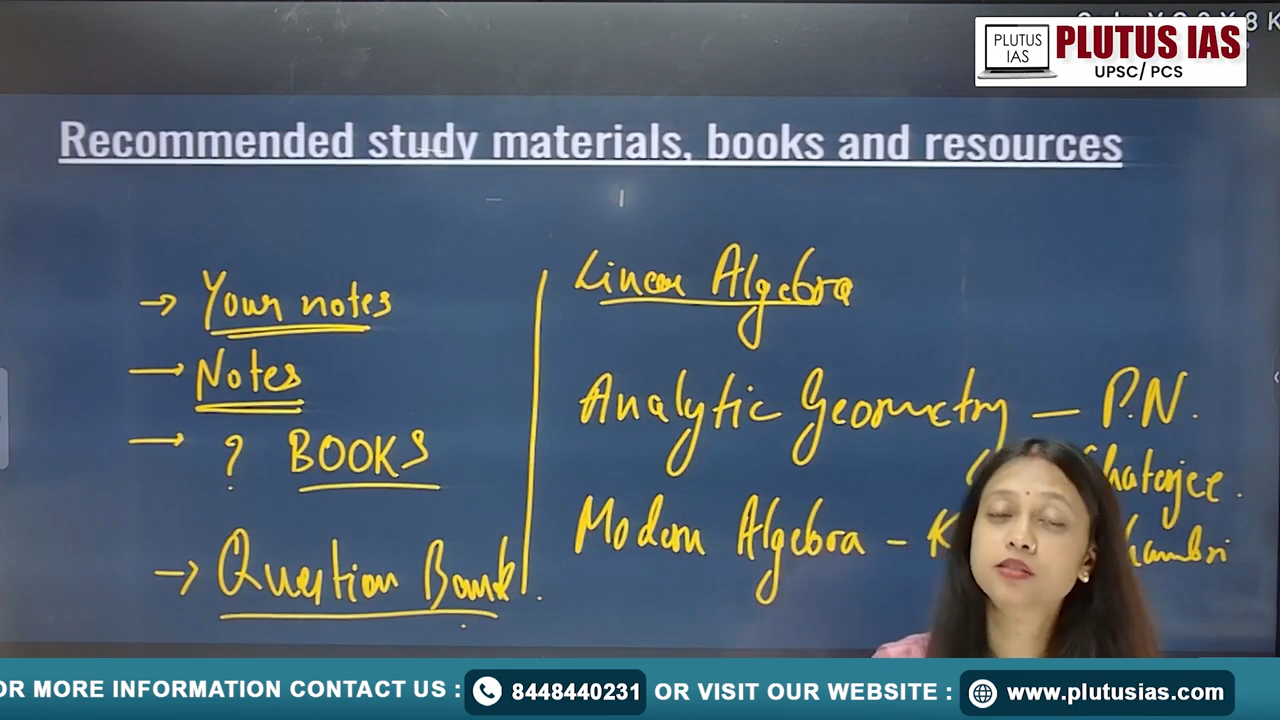 PLUTUS
IAS
PLUTUS IAS
UPSC/ PCS
Recommended study materials, books and resources
→ Your notes
→ Notes
→ ? BOOKS
→ Question Bank.
Linear Algebra
Analytic Geometry — P.N.
Chaterjee.
Modern Algebra - K
OR MORE INFORMATION CONTACT US : 8448440231 OR VISIT OUR WEBSITE : www.plutusias.com